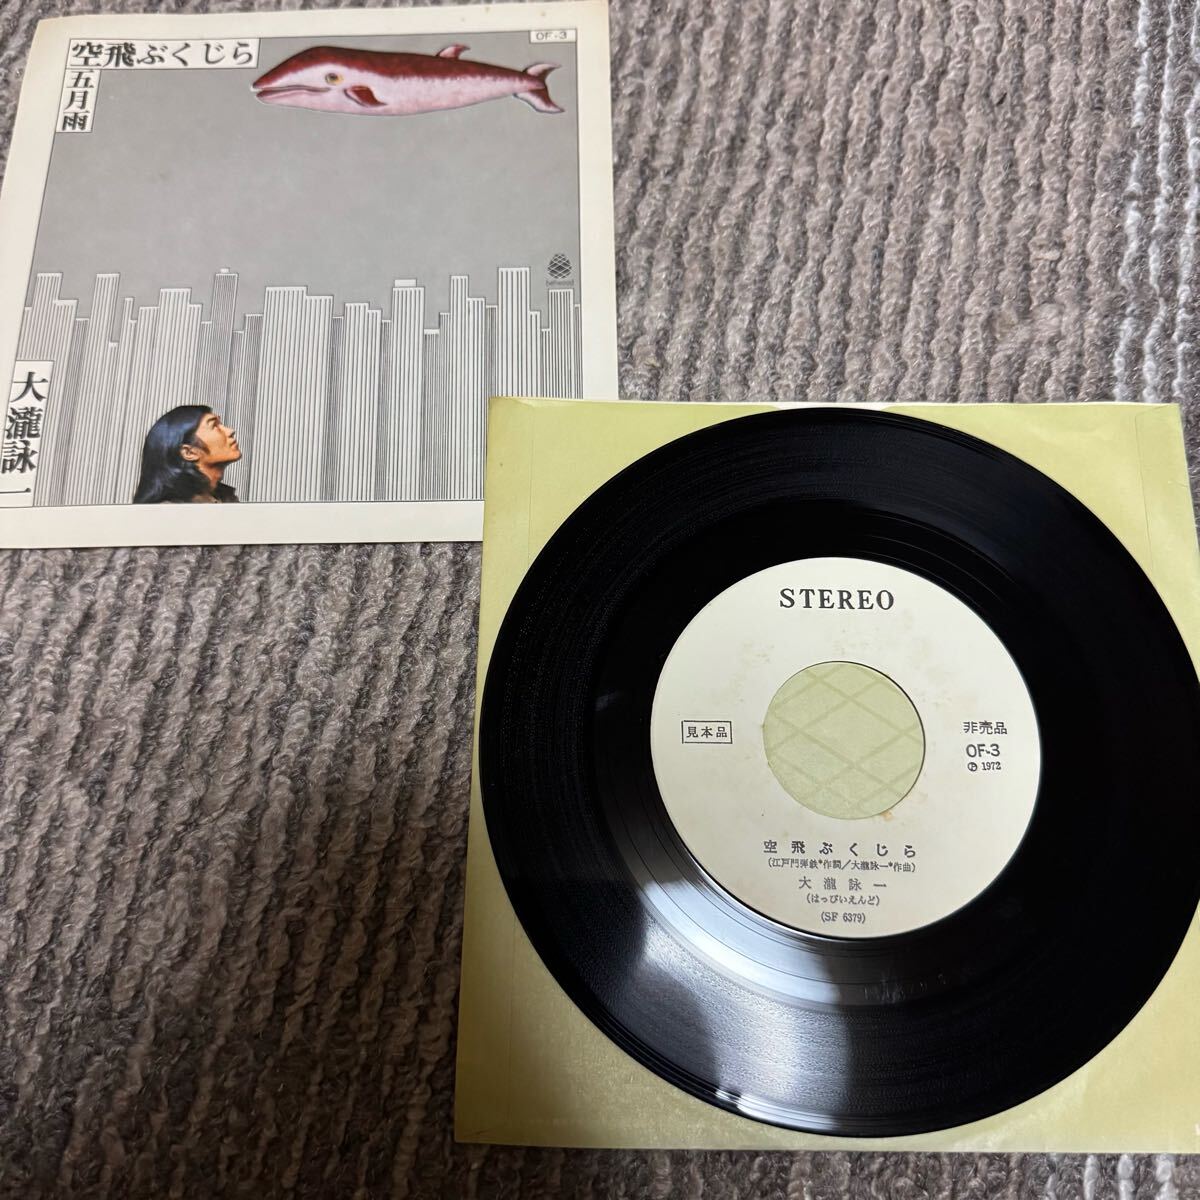 空飛ぶくじら
五月雨
OF-3
大瀧詠一
STEREO
見本品
非売品
OF-3
Ⓟ 1972
空飛ぶくじら
(江戸門弾鉄*作詞/大瀧詠一*作曲)
大瀧詠一
(はっぴいえんど)
(SF 6379)